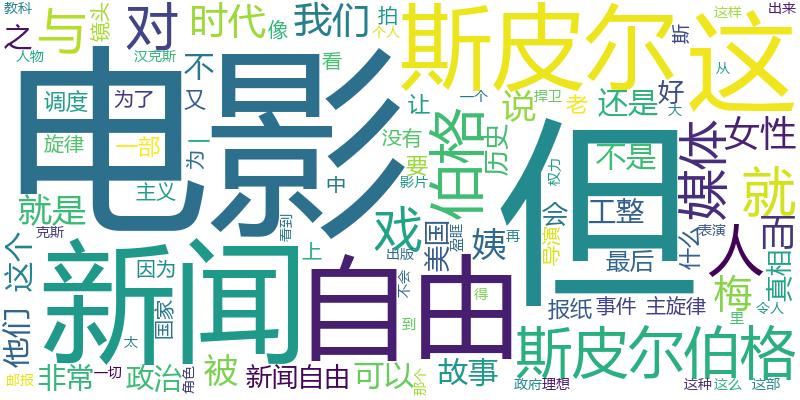 教科 之 与 镜头 对 时代 像 我们 拍 个人 斯皮尔 这样 出来
人物 汉克斯 斯 从 这
电影
调度 为了 不 又 看 让 一个 捍卫 老 还是 好 大
说
旋律 一部 为一 没有 要 伯格 历史 不是 媒体 女性
主义 中 影片 但 权力 就
就是 克斯 看到 戏 美国 盔眶 姨 会 工整 什么 表演 人 而
这个 新闻 因为 上 自由 出版 再 导演 最后 真相
他们 国家 不会 得 报纸 事件 主旋律 梅 里 令人
太 到 斯皮尔伯格
邮报 非常 一切 政治 角色 被 新闻自由 可以 那个 故事 政府 理想 这种 这么 这部